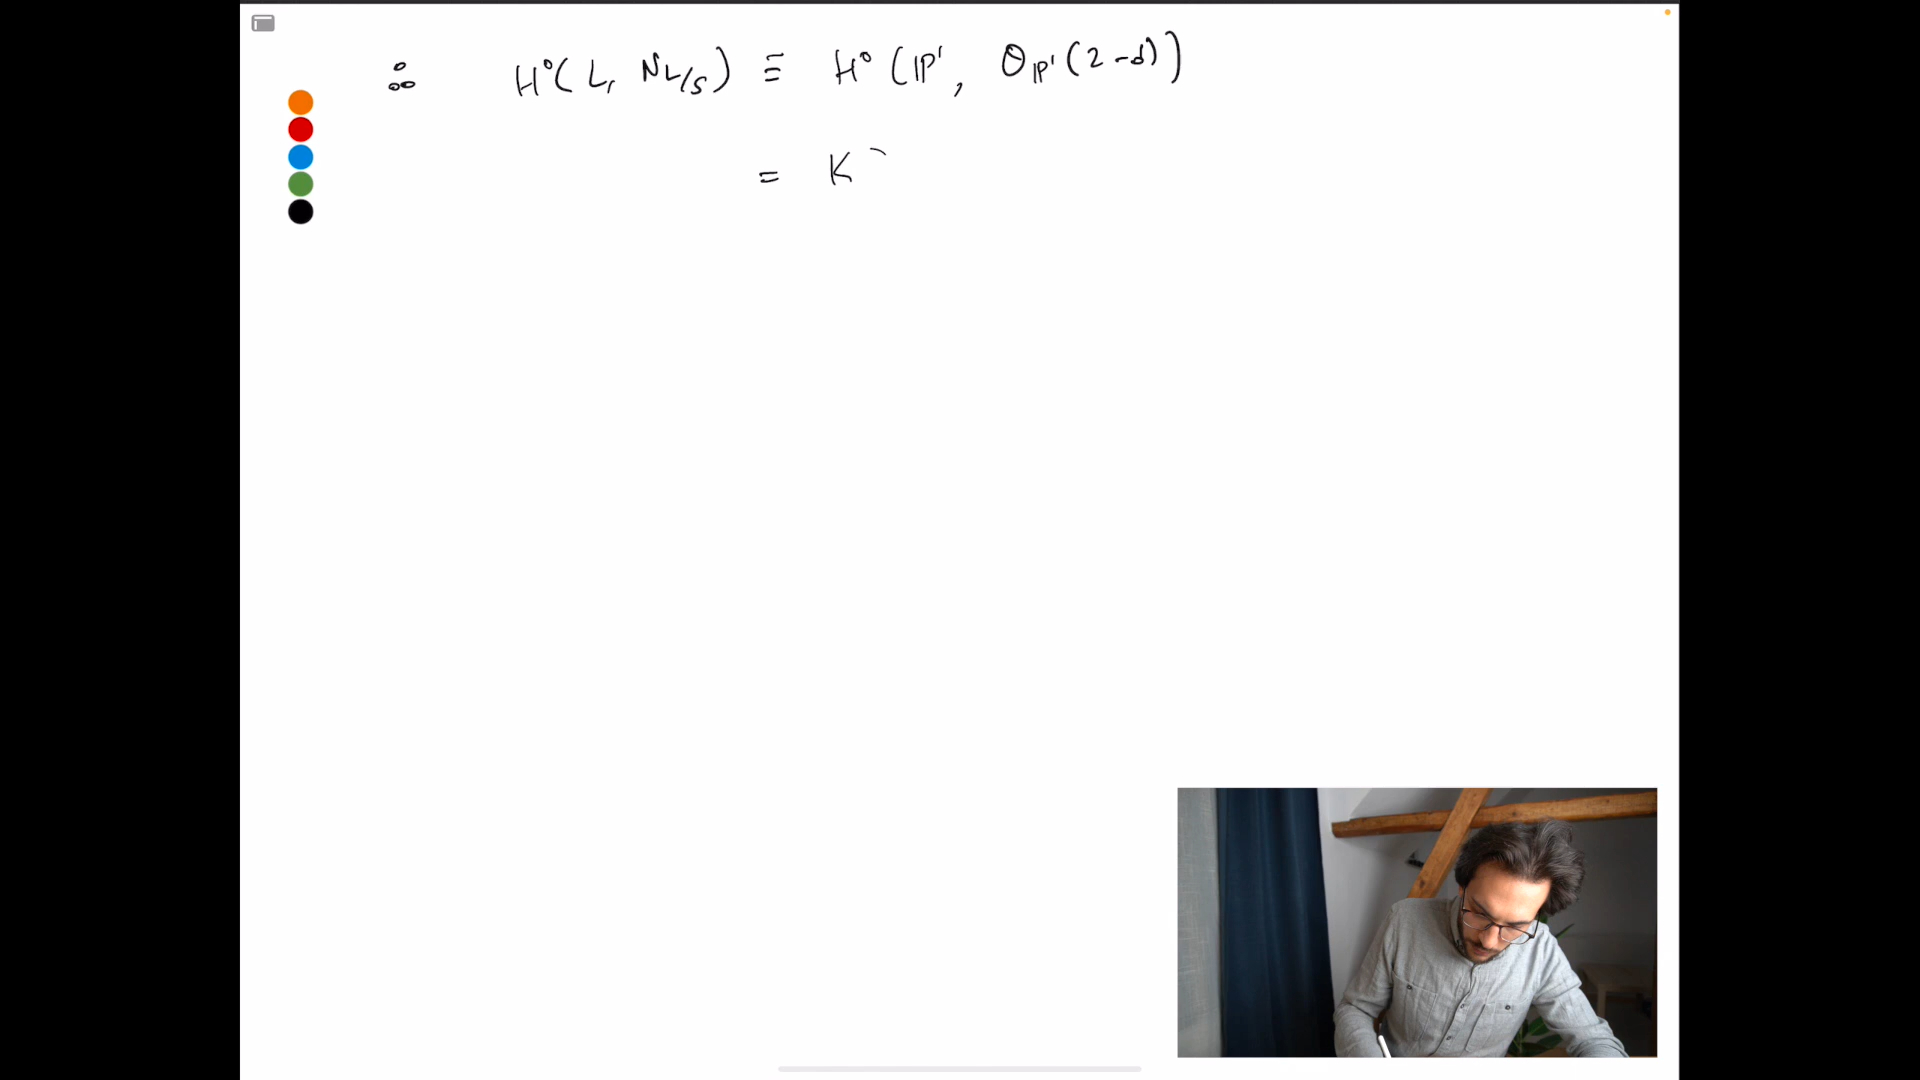 ∴ H⁰(L, N_{L/S}) ≡ H⁰(ℙ¹, O_{ℙ¹}(2-d))
= K